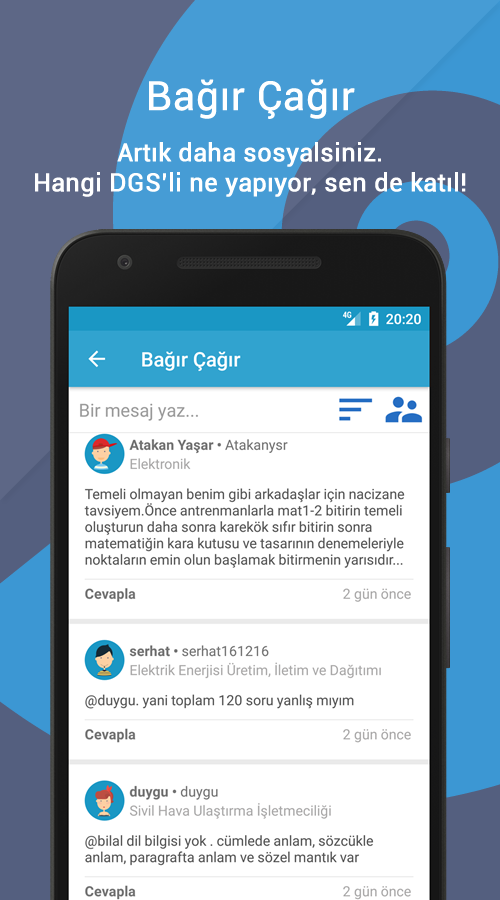 Bağır Çağır
Artık daha sosyalsiniz.
Hangi DGS'li ne yapıyor, sen de katıl!
4G 20:20
Bağır Çağır
Bir mesaj yaz...
Atakan Yaşar • Atakanysr
Elektronik
Temeli olmayan benim gibi arkadaşlar için nacizane
tavsiyem.Önce antrenmanlarla mat1-2 bitirin temeli
oluşturun daha sonra karekök sıfır bitirin sonra
matematiğin kara kutusu ve tasarının denemeleriyle
noktaların emin olun başlamak bitirmenin yarısıdır...
Cevapla 2 gün önce
serhat • serhat161216
Elektrik Enerjisi Üretim, İletim ve Dağıtımı
@duygu. yani toplam 120 soru yanlış mıyım
Cevapla 2 gün önce
duygu • duygu
Sivil Hava Ulaştırma İşletmeciliği
@bilal dil bilgisi yok . cümlede anlam, sözcükle
anlam, paragrafta anlam ve sözel mantık var
Cevapla 2 gün önce